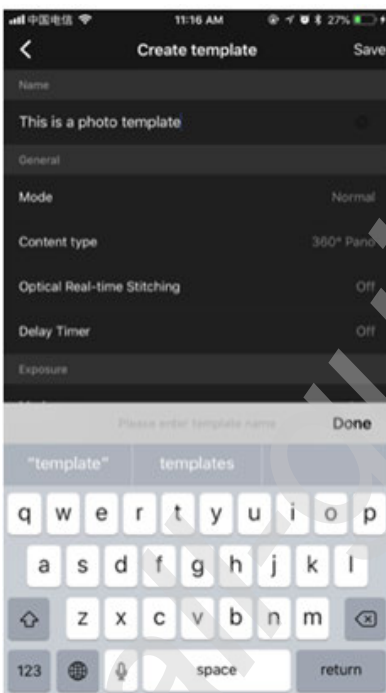 中国电信 11:16 AM 27%
Create template Save
Name
This is a photo template
General
Mode Normal
Content type 360° Pano
Optical Real-time Stitching Off
Delay Timer Off
Exposure
Please enter template name Done
"template" templates
q w e r t y u i o p
a s d f g h j k l
z x c v b n m
123 space return